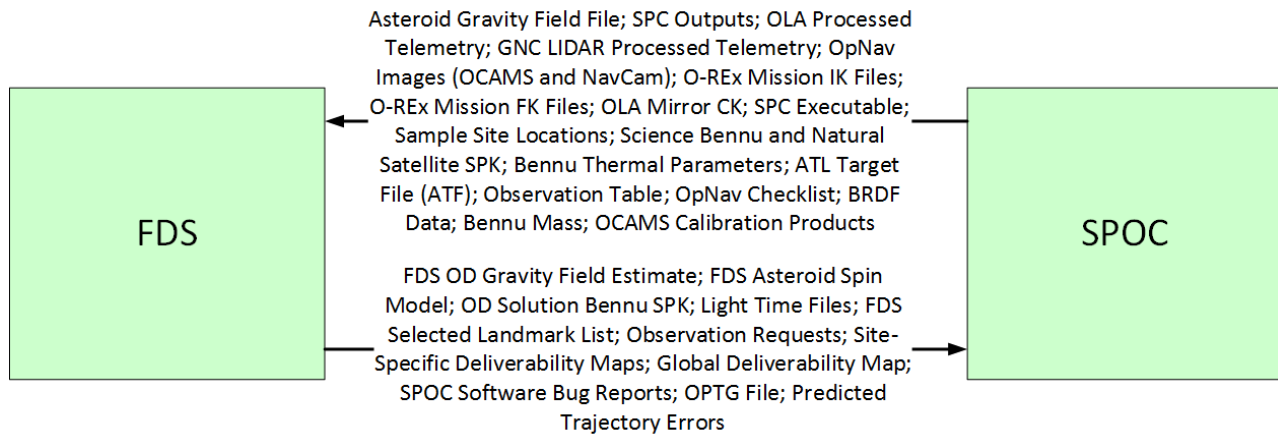 Asteroid Gravity Field File; SPC Outputs; OLA Processed
Telemetry; GNC LIDAR Processed Telemetry; OpNav
Images (OCAMS and NavCam); O-REx Mission IK Files;
O-REx Mission FK Files; OLA Mirror CK; SPC Executable;
Sample Site Locations; Science Bennu and Natural
Satellite SPK; Bennu Thermal Parameters; ATL Target
File (ATF); Observation Table; OpNav Checklist; BRDF
Data; Bennu Mass; OCAMS Calibration Products
FDS
SPOC
FDS OD Gravity Field Estimate; FDS Asteroid Spin
Model; OD Solution Bennu SPK; Light Time Files; FDS
Selected Landmark List; Observation Requests; Site-
Specific Deliverability Maps; Global Deliverability Map;
SPOC Software Bug Reports; OPTG File; Predicted
Trajectory Errors